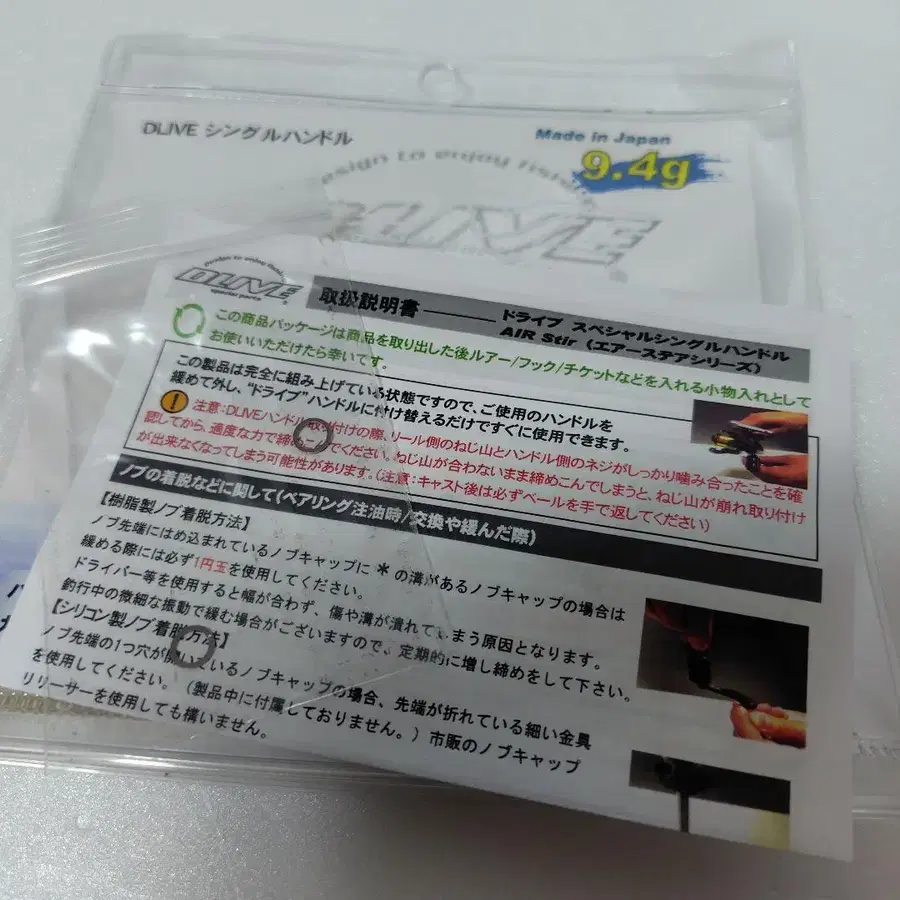 DLIVE シングルハンドル
Made in Japan
9.4g
esign to enjoy fishi
LIVE
design to enjoy fishing
DLIVE
取扱説明書
ドライブ スペシャルシングルハンドル
AIR Stir (エアーステアシリーズ)
この商品パッケージは商品を取り出した後ルアー/フック/チケットなどを入れる小物入れとして
お使いいただけたら幸いです。
この製品は完全に組み上げている状態ですので、ご使用のハンドルを
緩めて外し、"ドライブ"ハンドルに付け替えるだけですぐに使用できます。
注意:DLIVEハンドル取り付けの際、リール側のねじ山とハンドル側のネジがしっかり噛み合ったことを確
認してから、過度な力で締めこんでください。ねじ山が合わないまま締めこんでしまうと、ねじ山が崩れ取り付け
が出来なくなってしまう可能性があります。(注意:キャスト後は必ずベールを手で返してください)
ノブの着脱などに関して(ベアリング注油時/交換や緩んだ際)
【樹脂製ノブ着脱方法】
ノブ先端にはめ込まれているノブキャップに * の溝があるノブキャップの場合は
緩める際には必ず1円玉を使用してください。
ドライバー等を使用すると幅が合わず、傷や溝が潰れてしまう原因となります。
釣行中の微細な振動で緩む場合がございますので、定期的に増し締めをして下さい。
【シリコン製ノブ着脱方法】
ノブ先端の1つ穴が開いているノブキャップの場合、先端が折れている細い金具
を使用してください。(製品中に付属しておりません。)市販のノブキャップ
リリーサーを使用しても構いません。